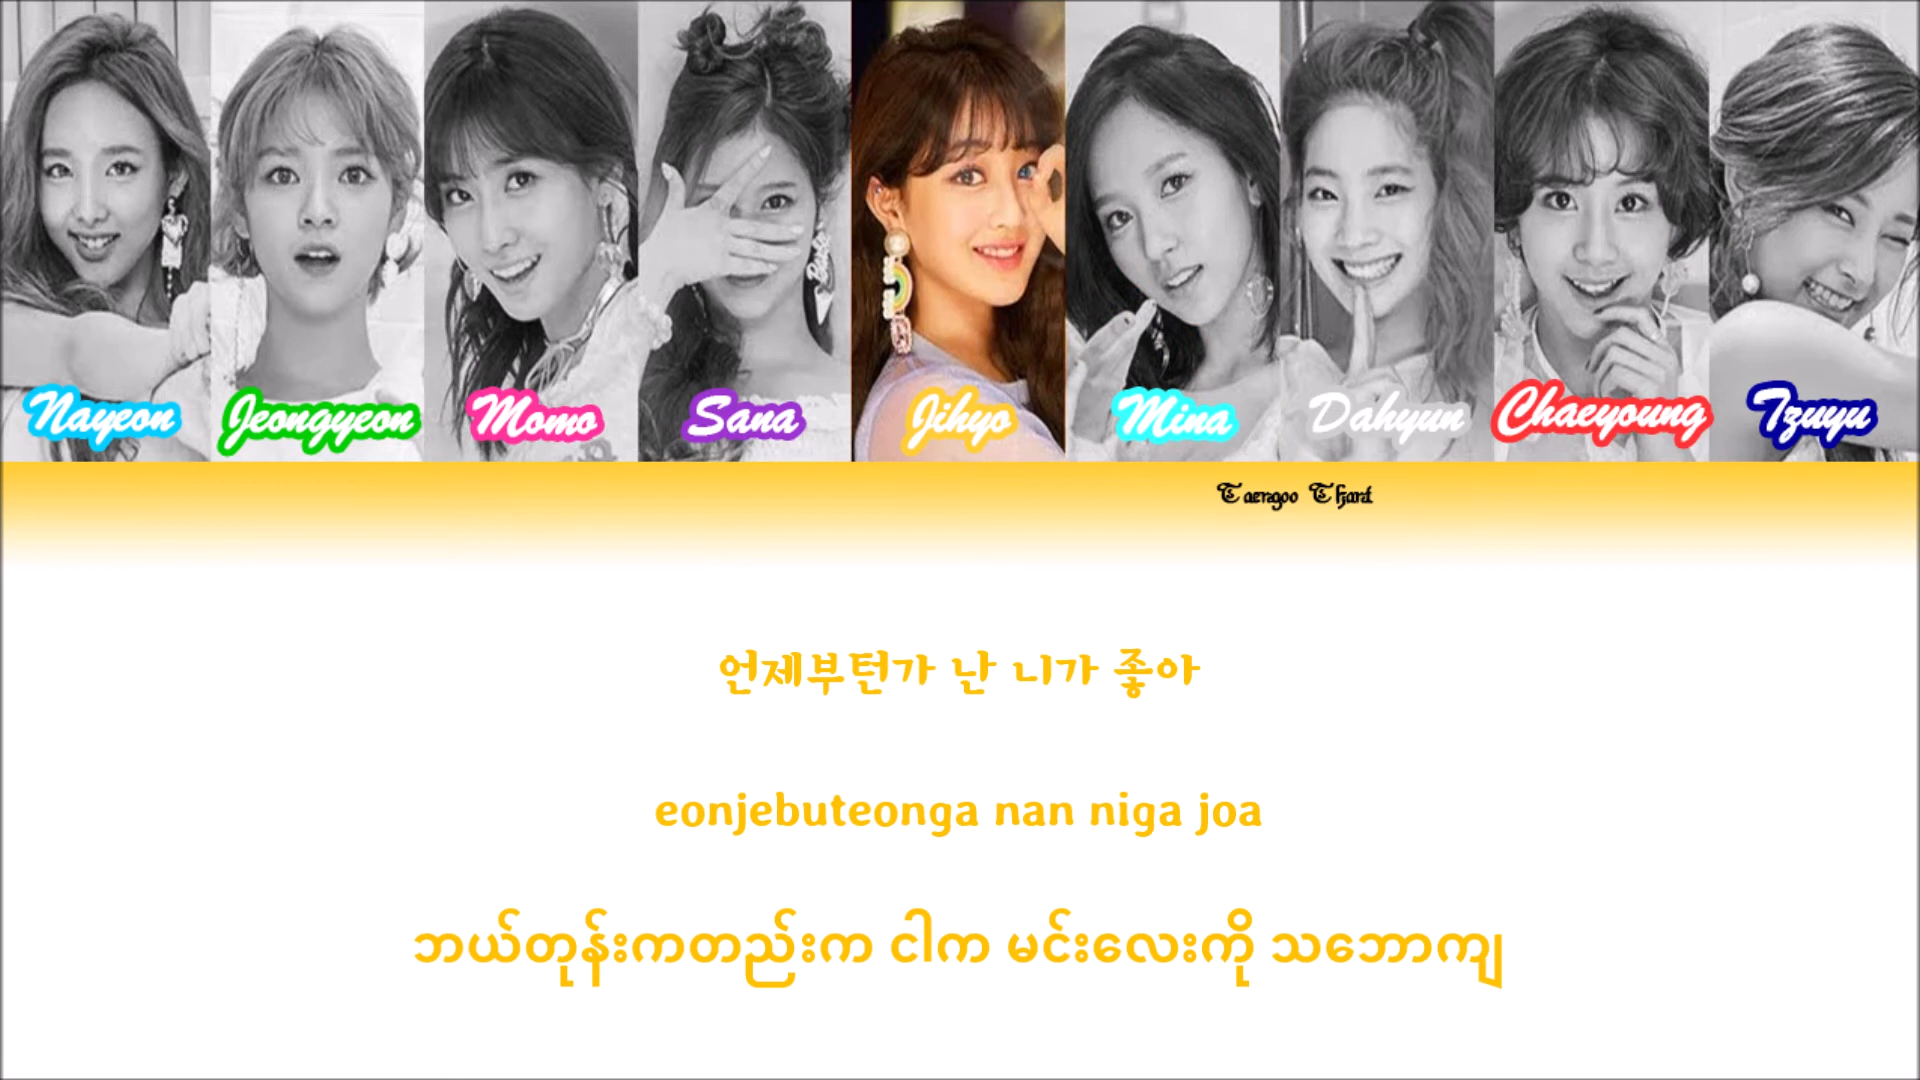 Nayeon
Jeongyeon
Momo
Sana
Jihyo
Mina
Dahyun
Chaeyoung
Tzuyu
Taeragoo Thant
언제부턴가 난 니가 좋아
eonjebuteonga nan niga joa
ဘယ်တုန်းကတည်းက ငါက မင်းလေးကို သဘောကျ